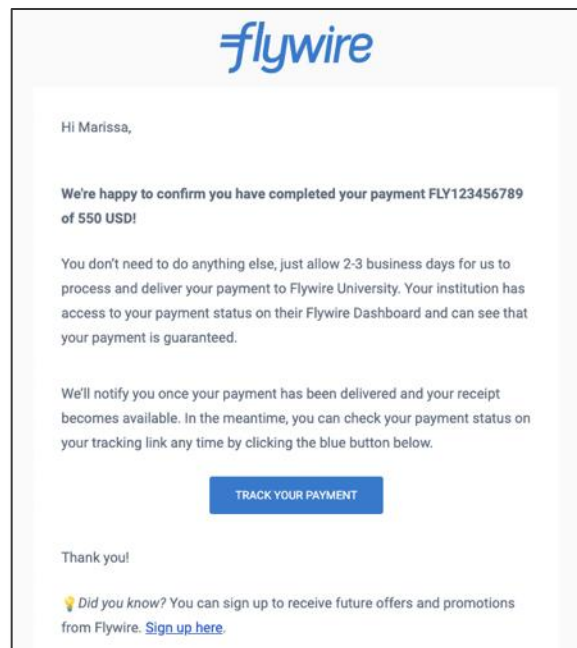 flywire
Hi Marissa,
We're happy to confirm you have completed your payment FLY123456789
of 550 USD!
You don't need to do anything else, just allow 2-3 business days for us to
process and deliver your payment to Flywire University. Your institution has
access to your payment status on their Flywire Dashboard and can see that
your payment is guaranteed.
We'll notify you once your payment has been delivered and your receipt
becomes available. In the meantime, you can check your payment status on
your tracking link any time by clicking the blue button below.
TRACK YOUR PAYMENT
Thank you!
💡Did you know? You can sign up to receive future offers and promotions
from Flywire. Sign up here.